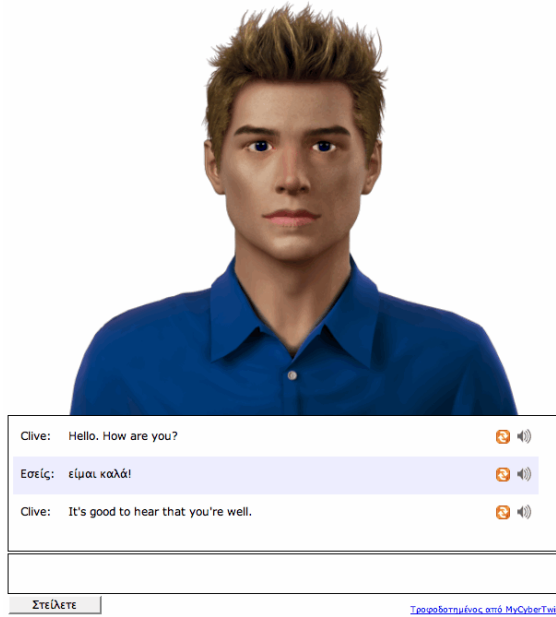 Clive: Hello. How are you?
Εσείς: είμαι καλά!
Clive: It's good to hear that you're well.
Στείλετε
Τροφοδοτημένος από MyCyberTwi